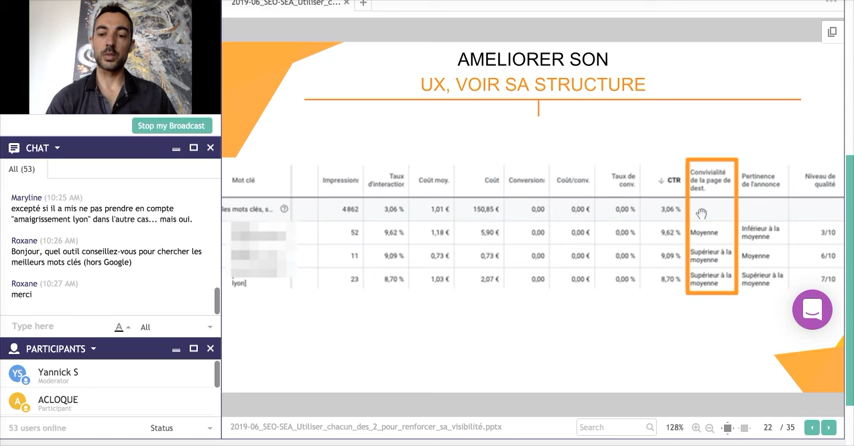 2019-06_SEO-SEA_Utiliser_c...
Stop my Broadcast
CHAT
All (53)
Maryline (10:25 AM)
excepté si il a mis ne pas prendre en compte
"amaigrissement lyon" dans l'autre cas... mais oui.
Roxane (10:26 AM)
Bonjour, quel outil conseillez-vous pour chercher les
meilleurs mots clés (hors Google)
Roxane (10:27 AM)
merci
Type here
A
All
PARTICIPANTS
YS
Yannick S
Moderator
A
ACLOQUE
Participant
53 users online
Status
AMELIORER SON
UX, VOIR SA STRUCTURE
Mot clé
Impressions
Taux
d'interaction
Coût moy.
Coût
Conversions
Coût/conv.
Taux de
conv.
CTR
Convivialité
de la page de
dest.
Pertinence
de l'annonce
Niveau de
qualité
les mots clés, s...
4 862
3,06 %
1,01 €
150,85 €
0,00
0,00 €
0,00 %
3,06 %
52
9,62 %
1,18 €
5,90 €
0,00
0,00 €
0,00 %
9,62 %
Moyenne
Inférieur à la
moyenne
3/10
11
9,09 %
0,73 €
0,73 €
0,00
0,00 €
0,00 %
9,09 %
Supérieur à la
moyenne
Moyenne
6/10
lyon]
23
8,70 %
1,03 €
2,07 €
0,00
0,00 €
0,00 %
8,70 %
Supérieur à la
moyenne
Supérieur à la
moyenne
7/10
2019-06_SEO-SEA_Utiliser_chacun_des_2_pour_renforcer_sa_visibilité.pptx
Search
128%
22 / 35